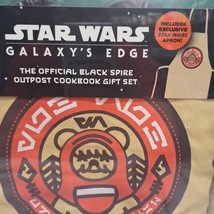 STAR WARS
GALAXY'S EDGE
THE OFFICIAL BLACK SPIRE
OUTPOST COOKBOOK GIFT SET
INCLUDES
EXCLUSIVE
STAR WARS
APRON!